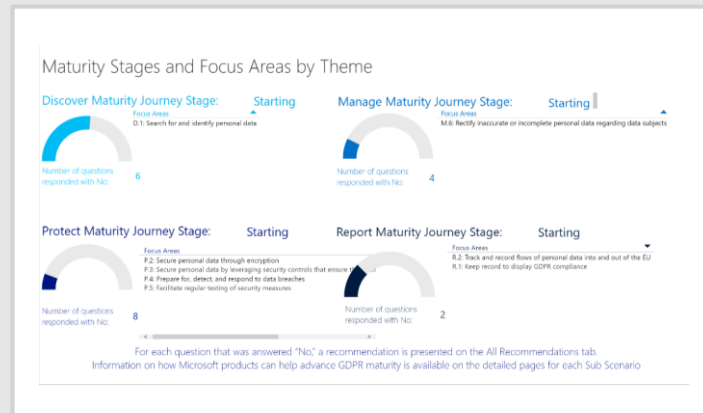 Maturity Stages and Focus Areas by Theme
Discover Maturity Journey Stage: Starting
Focus Areas
D.1: Search for and identify personal data
Number of questions
responded with No:
6
Manage Maturity Journey Stage: Starting
Focus Areas
M.6: Rectify inaccurate or incomplete personal data regarding data subjects
Number of questions
responded with No:
4
Protect Maturity Journey Stage: Starting
Focus Areas
P.2: Secure personal data through encryption
P.3: Secure personal data by leveraging security controls that ensure
P.4: Prepare for, detect, and respond to data breaches
P.5: Facilitate regular testing of security measures
Number of questions
responded with No:
8
Report Maturity Journey Stage: Starting
Focus Areas
R.2: Track and record flows of personal data into and out of the EU
R.1: Keep record to display GDPR compliance
Number of questions
responded with No:
2
For each question that was answered "No," a recommendation is presented on the All Recommendations tab.
Information on how Microsoft products can help advance GDPR maturity is available on the detailed pages for each Sub Scenario